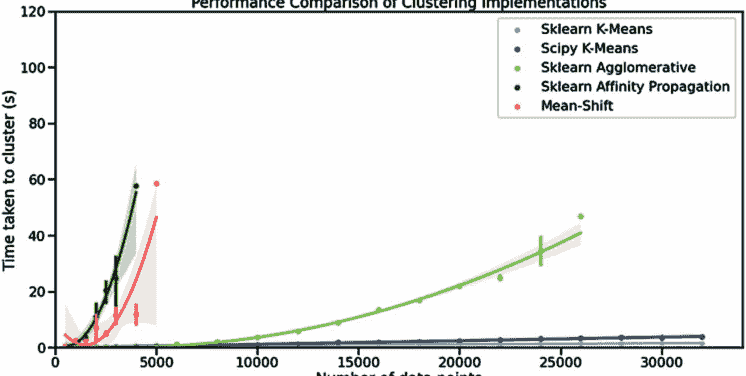 Performance Comparison of Clustering Implementations
120
100
80
60
40
20
0
Time taken to cluster (s)
Sklearn K-Means
Scipy K-Means
Sklearn Agglomerative
Sklearn Affinity Propagation
Mean-Shift
0 5000 10000 15000 20000 25000 30000
Number of data points